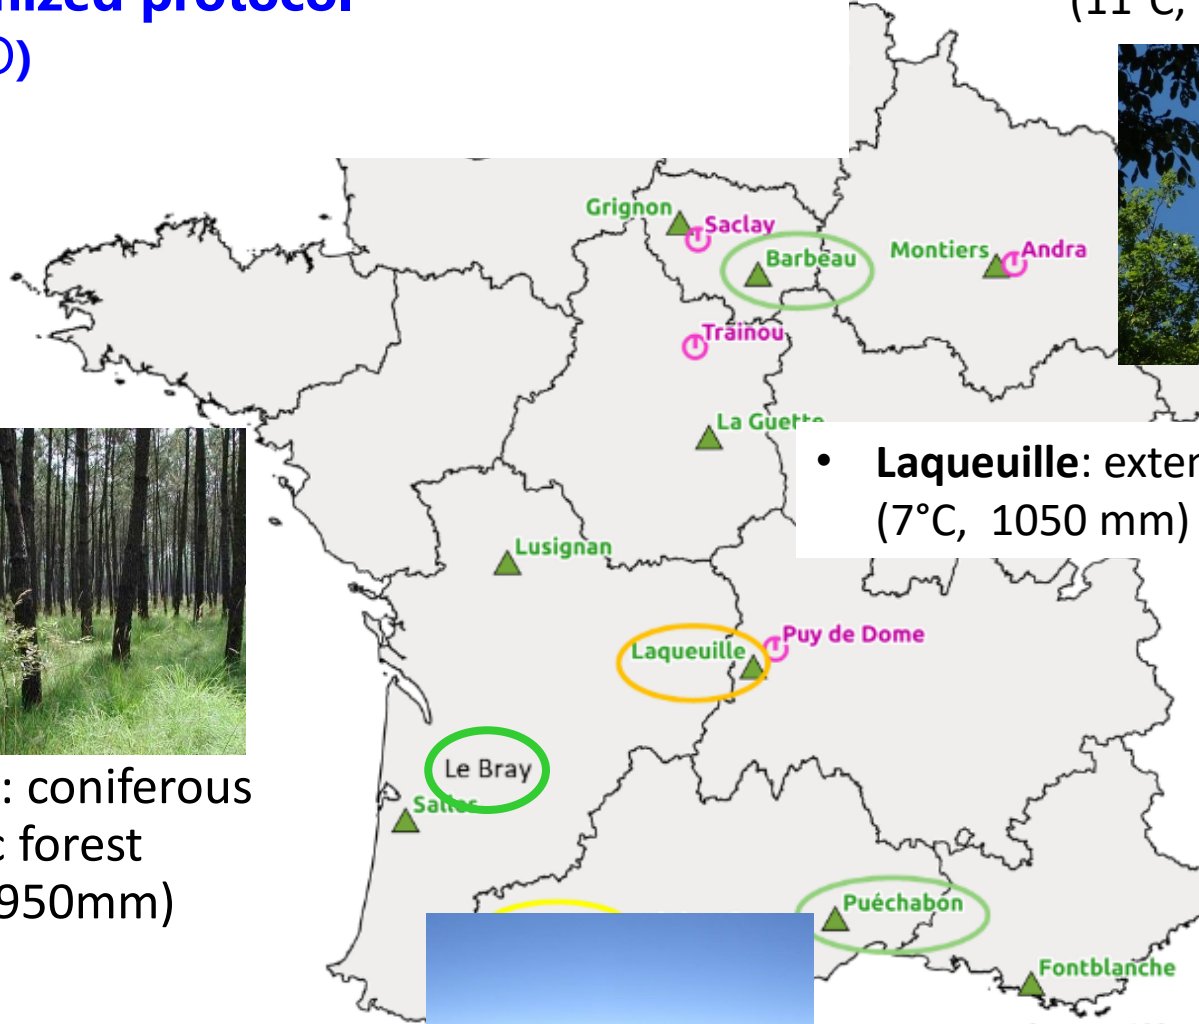 nized protocol
)
(11°C,
Grignon
Saclay
Barbeau
Montiers
Andra
Trainou
La Guette
• Laqueuille: exter
(7°C, 1050 mm)
Lusignan
Puy de Dome
Laqueuille
Le Bray
Salles
: coniferous
c forest
950mm)
Puéchabon
Fontblanche